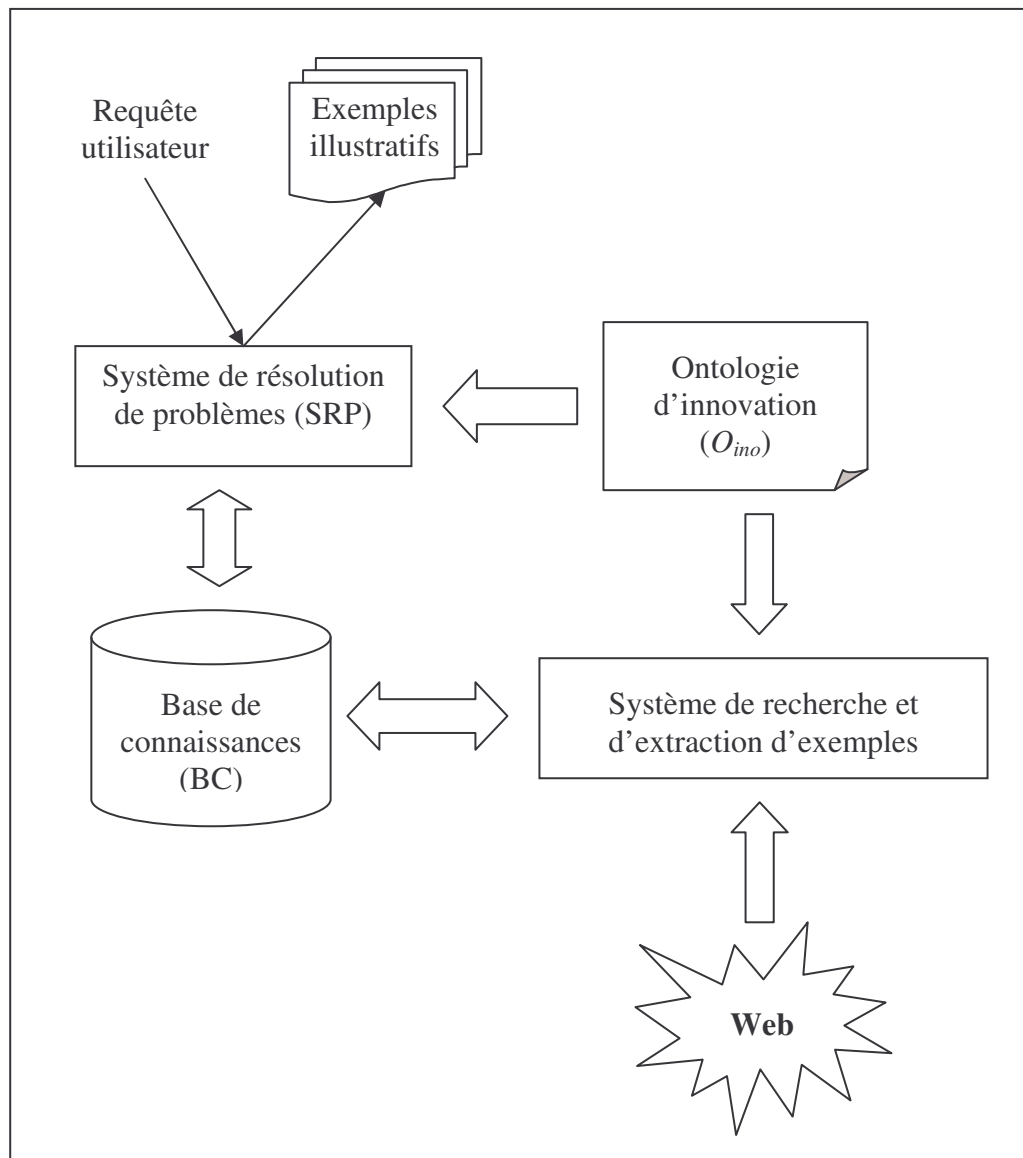 Requête
utilisateur
Exemples
illustratifs
Système de résolution
de problèmes (SRP)
Ontologie
d’innovation
(O_ino)
Base de
connaissances
(BC)
Système de recherche et
d’extraction d’exemples
Web